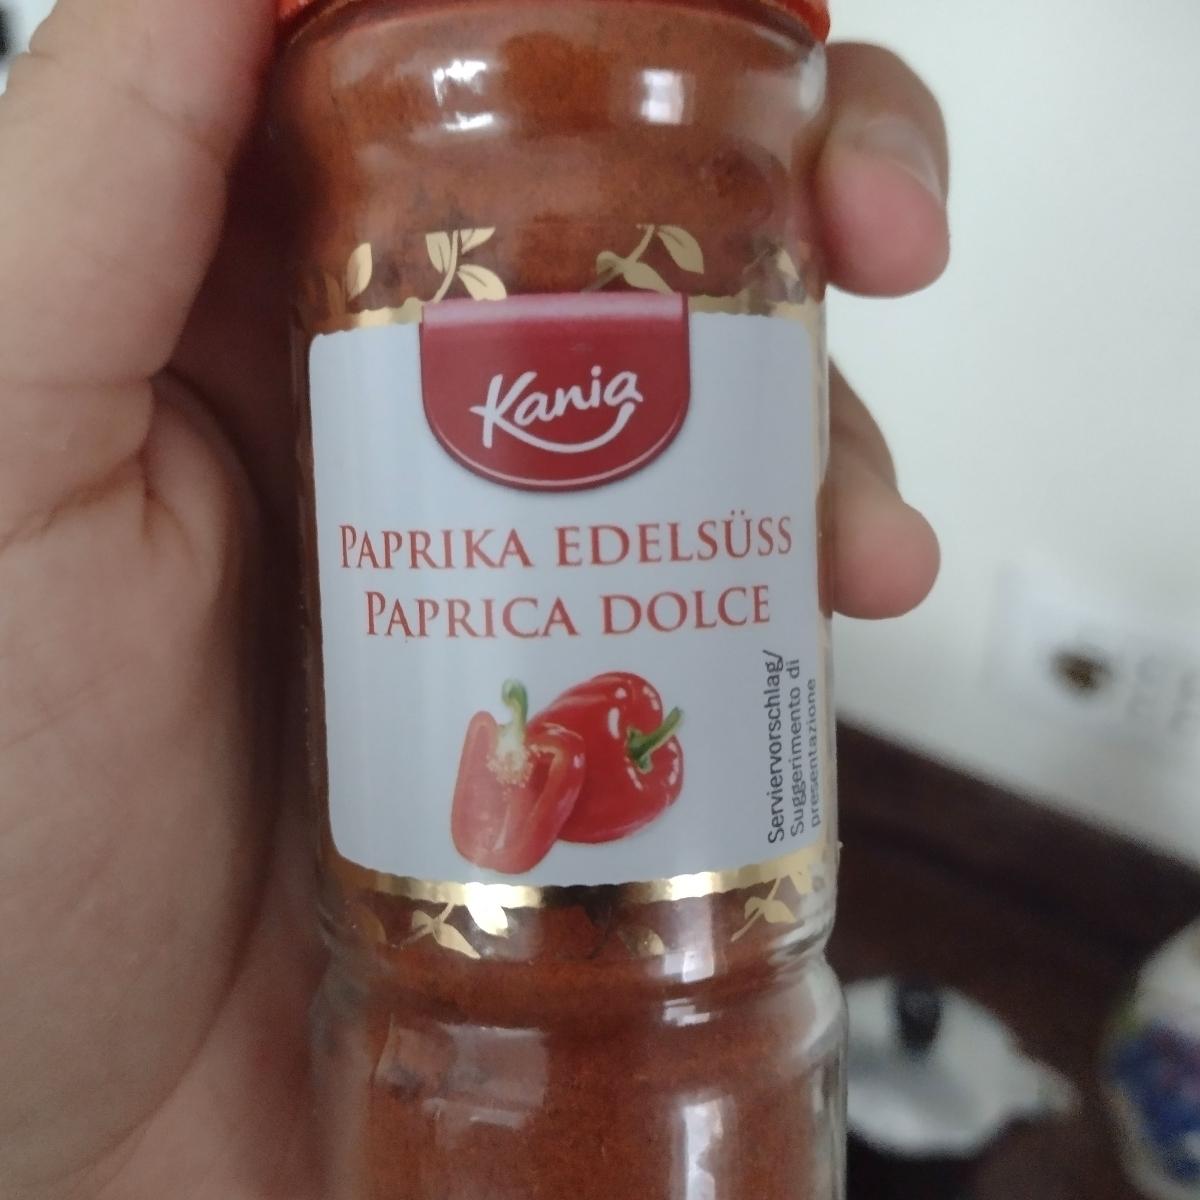 Kania
PAPRIKA EDELSÜSS
PAPRICA DOLCE
Serviervorschlag/
Suggerimento di
presentazione